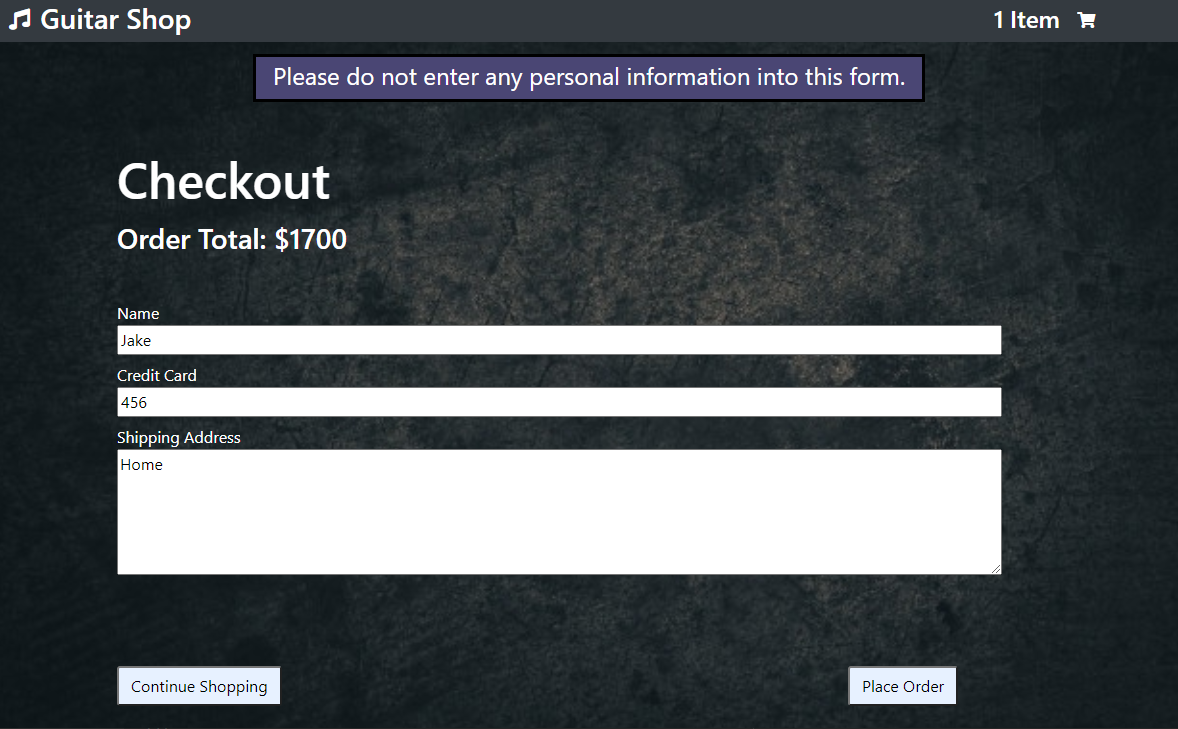 Guitar Shop
1 Item
Please do not enter any personal information into this form.
Checkout
Order Total: $1700
Name
Jake
Credit Card
456
Shipping Address
Home
Continue Shopping
Place Order